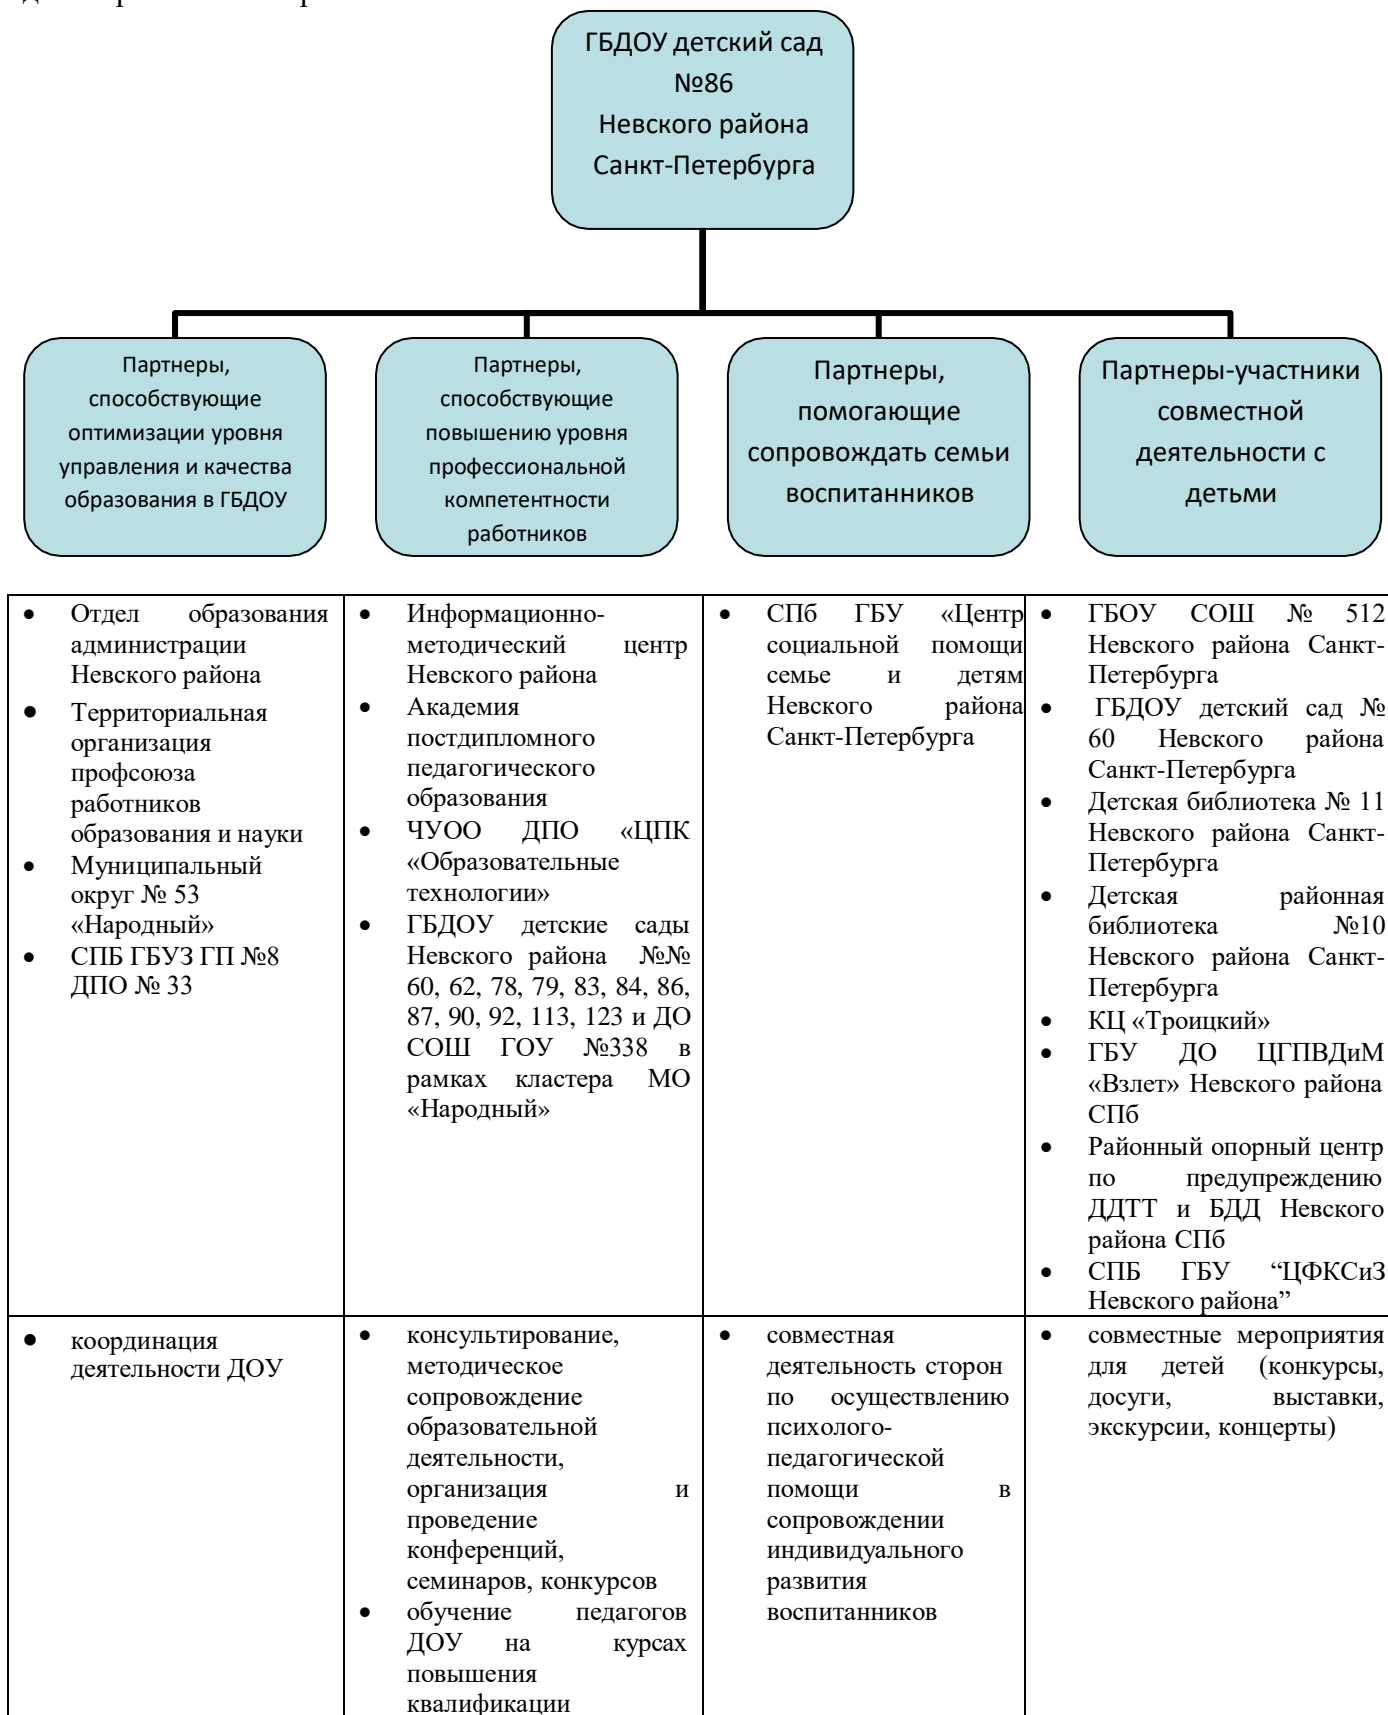 ГБДОУ детский сад
№86
Невского района
Санкт-Петербурга
Партнеры,
способствующие
оптимизации уровня
управления и качества
образования в ГБДОУ
Партнеры,
способствующие
повышению уровня
профессиональной
компетентности
работников
Партнеры,
помогающие
сопровождать семьи
воспитанников
Партнеры-участники
совместной
деятельности с
детьми
• Отдел образования
администрации
Невского района
• Территориальная
организация
профсоюза
работников
образования и науки
• Муниципальный
округ № 53
«Народный»
• СПБ ГБУЗ ГП №8
ДПО № 33
• Информационно-
методический центр
Невского района
• Академия
постдипломного
педагогического
образования
• ЧУОО ДПО «ЦПК
«Образовательные
технологии»
• ГБДОУ детские сады
Невского района №№
60, 62, 78, 79, 83, 84, 86,
87, 90, 92, 113, 123 и ДО
СОШ ГОУ №338 в
рамках кластера МО
«Народный»
• СПб ГБУ «Центр
социальной помощи
семье и детям
Невского района
Санкт-Петербурга
• ГБОУ СОШ № 512
Невского района Санкт-
Петербурга
• ГБДОУ детский сад №
60 Невского района
Санкт-Петербурга
• Детская библиотека № 11
Невского района Санкт-
Петербурга
• Детская районная
библиотека №10
Невского района Санкт-
Петербурга
• КЦ «Троицкий»
• ГБУ ДО ЦГПВДиМ
«Взлет» Невского района
СПб
• Районный опорный центр
по предупреждению
ДДТТ и БДД Невского
района СПб
• СПБ ГБУ “ЦФКСиЗ
Невского района”
• координация
деятельности ДОУ
• консультирование,
методическое
сопровождение
образовательной
деятельности,
организация и
проведение
конференций,
семинаров, конкурсов
• обучение педагогов
ДОУ на курсах
повышения
квалификации
• совместная
деятельность сторон
по осуществлению
психолого-
педагогической
помощи в
сопровождении
индивидуального
развития
воспитанников
• совместные мероприятия
для детей (конкурсы,
досуги, выставки,
экскурсии, концерты)